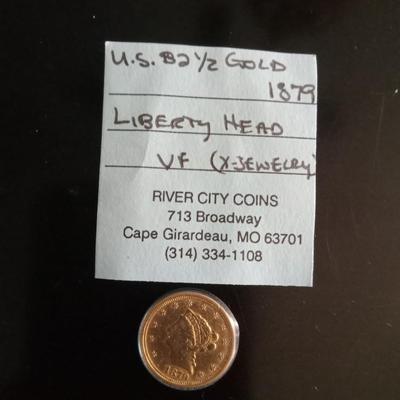 U.S. $2 1/2 GOLD
1879
LIBERTY HEAD
VF (X-JEWELRY)
RIVER CITY COINS
713 Broadway
Cape Girardeau, MO 63701
(314) 334-1108
1879